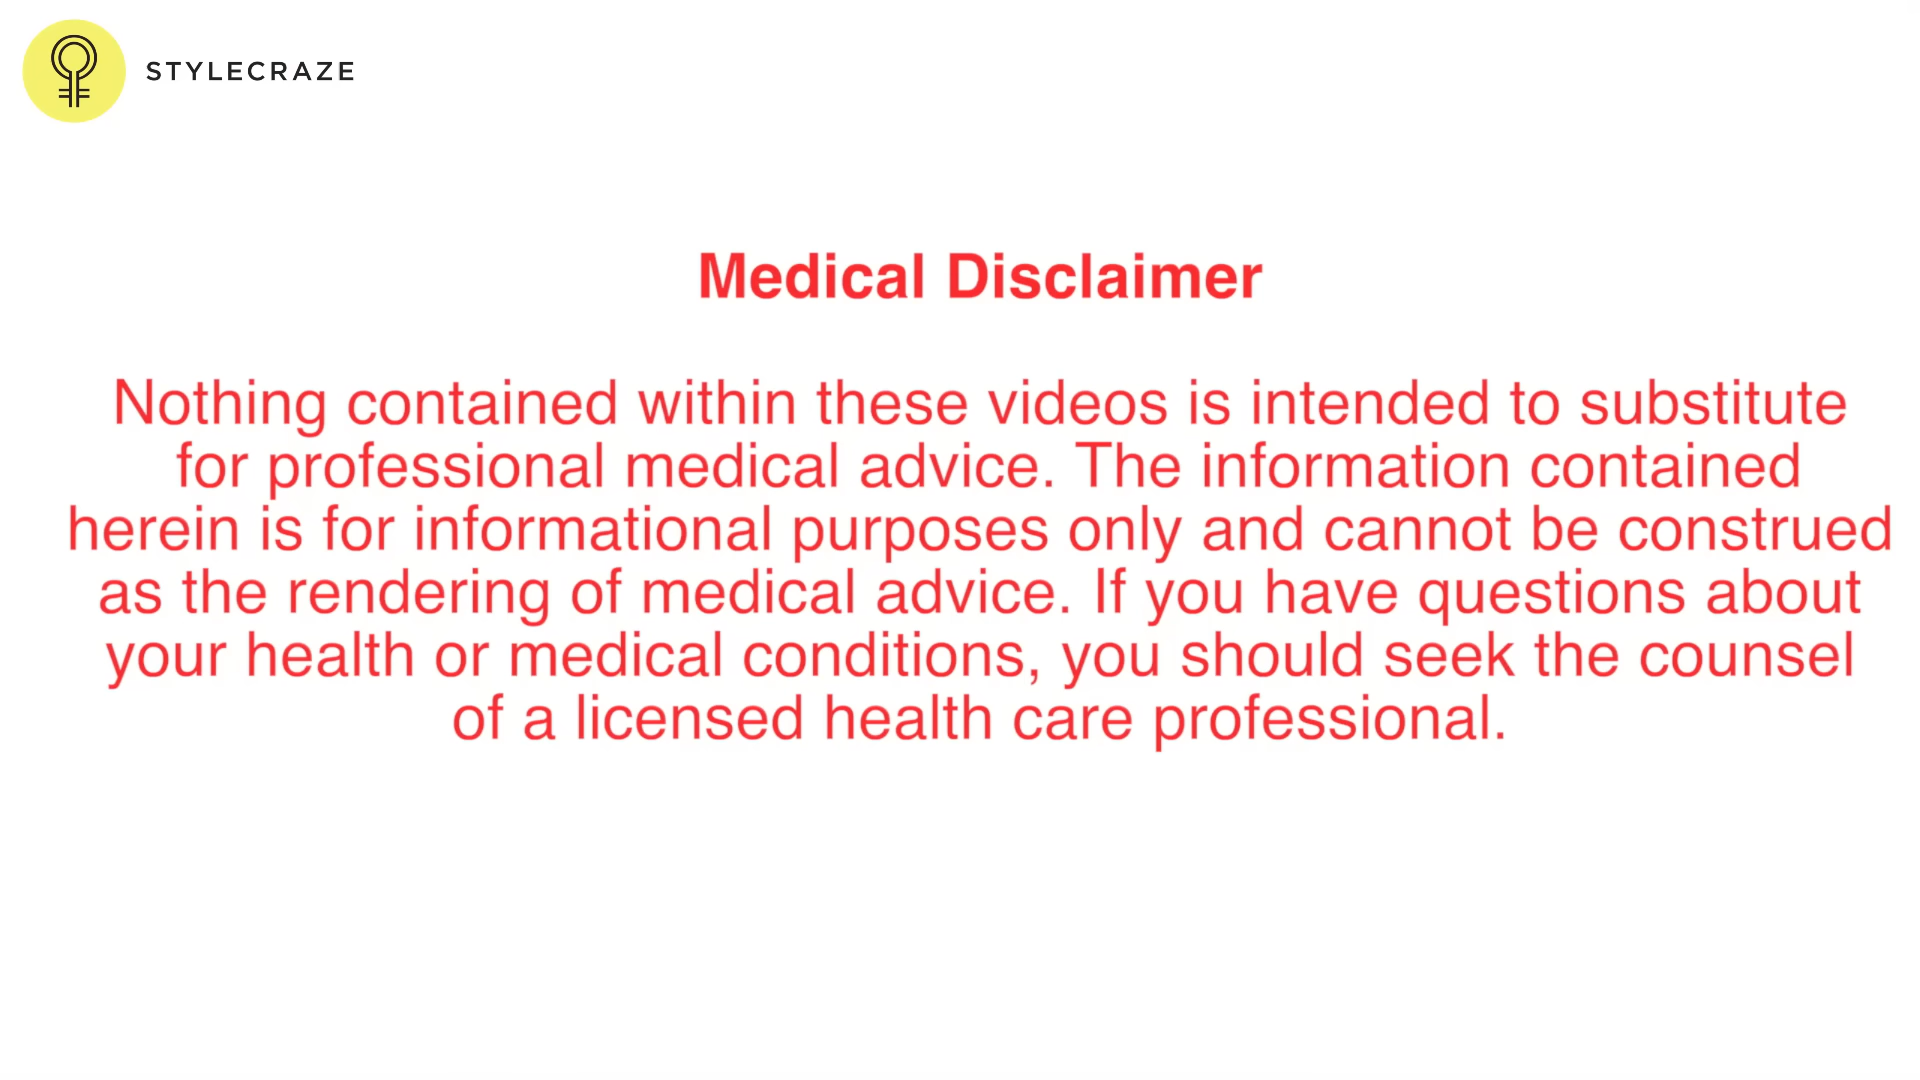 STYLECRAZE
Medical Disclaimer
Nothing contained within these videos is intended to substitute
for professional medical advice. The information contained
herein is for informational purposes only and cannot be construed
as the rendering of medical advice. If you have questions about
your health or medical conditions, you should seek the counsel
of a licensed health care professional.